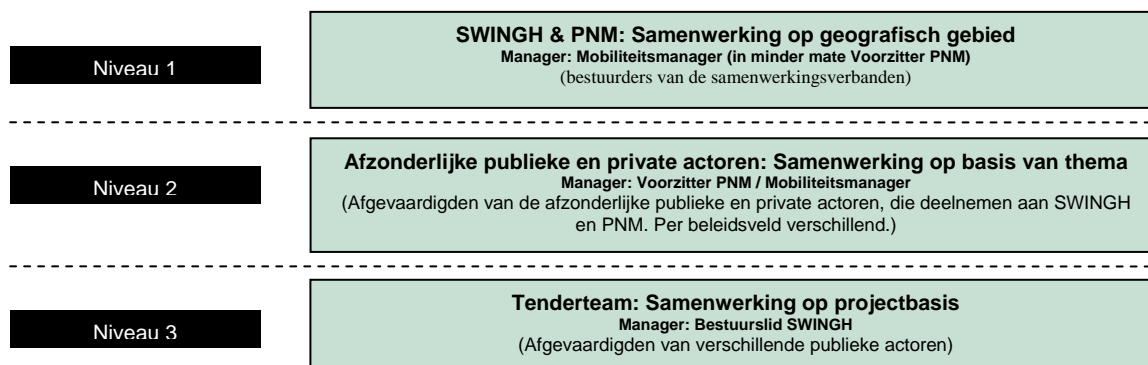 SWINGH & PNM: Samenwerking op geografisch gebied
Manager: Mobiliteitsmanager (in minder mate Voorzitter PNM)
(bestuurders van de samenwerkingsverbanden)
Niveau 1
Afzonderlijke publieke en private actoren: Samenwerking op basis van thema
Manager: Voorzitter PNM / Mobiliteitsmanager
(Afgevaardigden van de afzonderlijke publieke en private actoren, die deelnemen aan SWINGH
en PNM. Per beleidsveld verschillend.)
Niveau 2
Tenderteam: Samenwerking op projectbasis
Manager: Bestuurslid SWINGH
(Afgevaardigden van verschillende publieke actoren)
Niveau 3